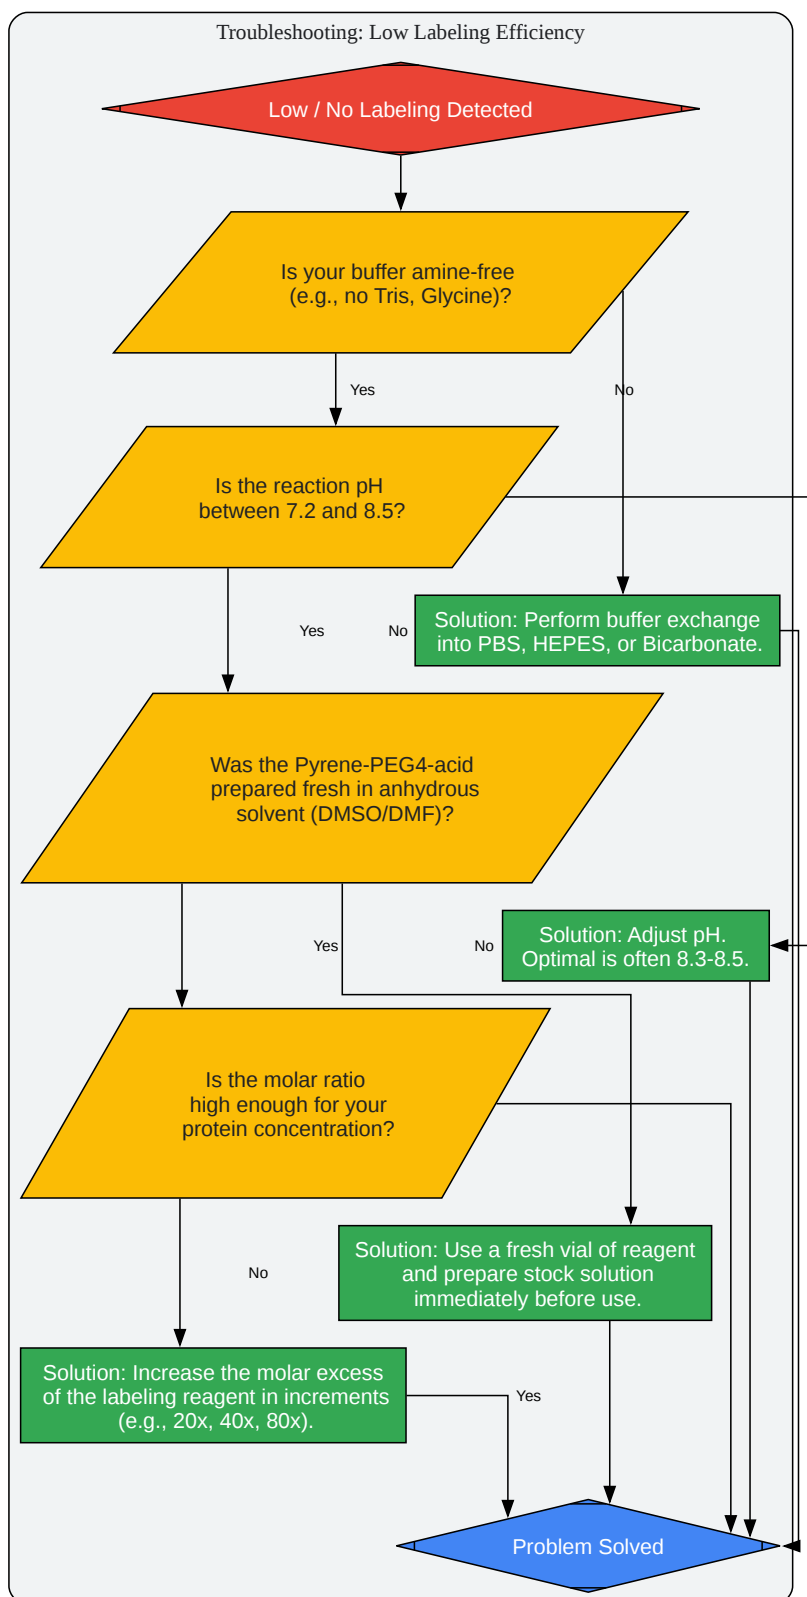 Troubleshooting: Low Labeling Efficiency
Low / No Labeling Detected
Is your buffer amine-free
(e.g., no Tris, Glycine)?
Yes
No
Is the reaction pH
between 7.2 and 8.5?
Yes
No
Solution: Perform buffer exchange
into PBS, HEPES, or Bicarbonate.
Was the Pyrene-PEG4-acid
prepared fresh in anhydrous
solvent (DMSO/DMF)?
Yes
No
Solution: Adjust pH.
Optimal is often 8.3-8.5.
Is the molar ratio
high enough for your
protein concentration?
No
Solution: Use a fresh vial of reagent
and prepare stock solution
immediately before use.
Solution: Increase the molar excess
of the labeling reagent in increments
(e.g., 20x, 40x, 80x).
Yes
Problem Solved